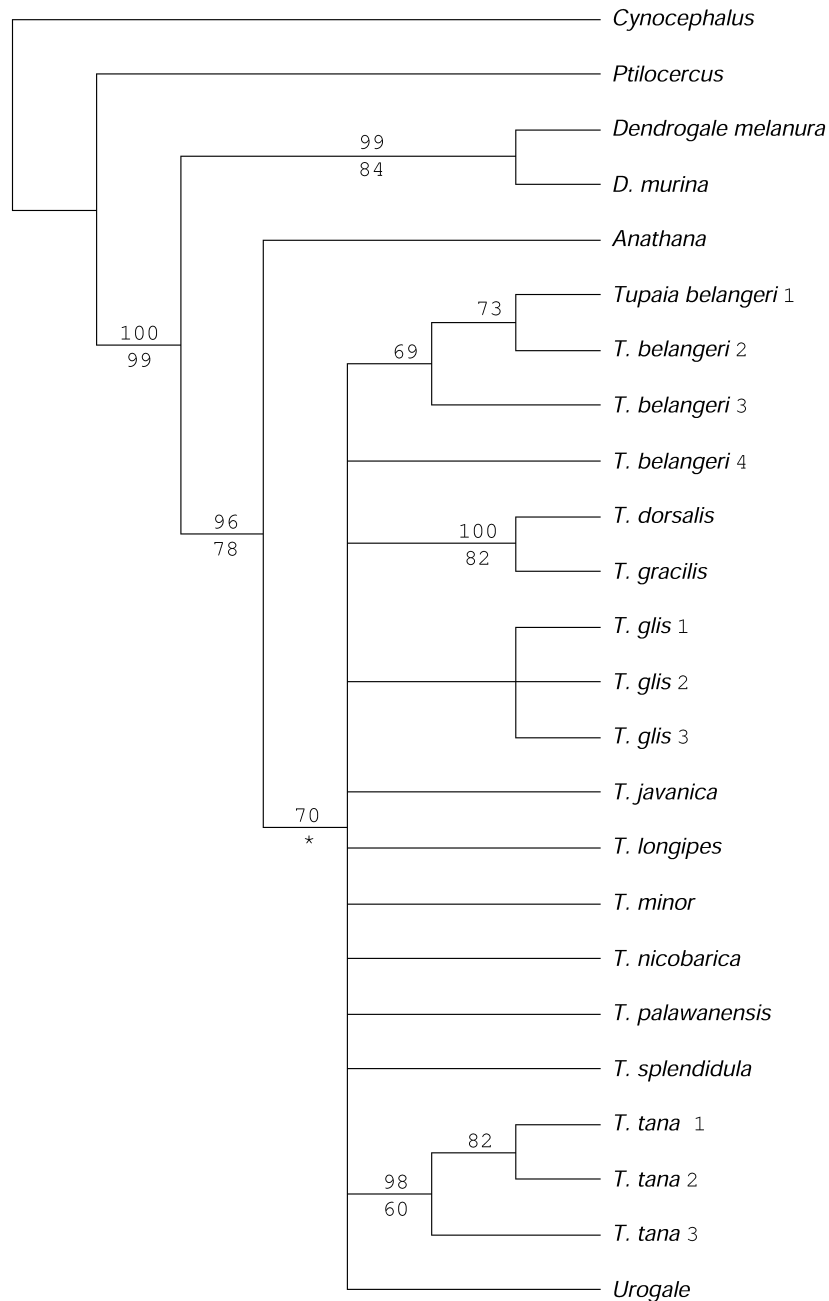 Cynocephalus
Ptilocercus
Dendrogale melanura
99
84
D. murina
Anathana
Tupaia belangeri 1
73
100
99
69
T. belangeri 2
T. belangeri 3
T. belangeri 4
96
78
T. dorsalis
100
82
T. gracilis
T. glis 1
T. glis 2
T. glis 3
T. javanica
70
*
T. longipes
T. minor
T. nicobarica
T. palawanensis
T. splendidula
T. tana 1
82
98
60
T. tana 2
T. tana 3
Urogale